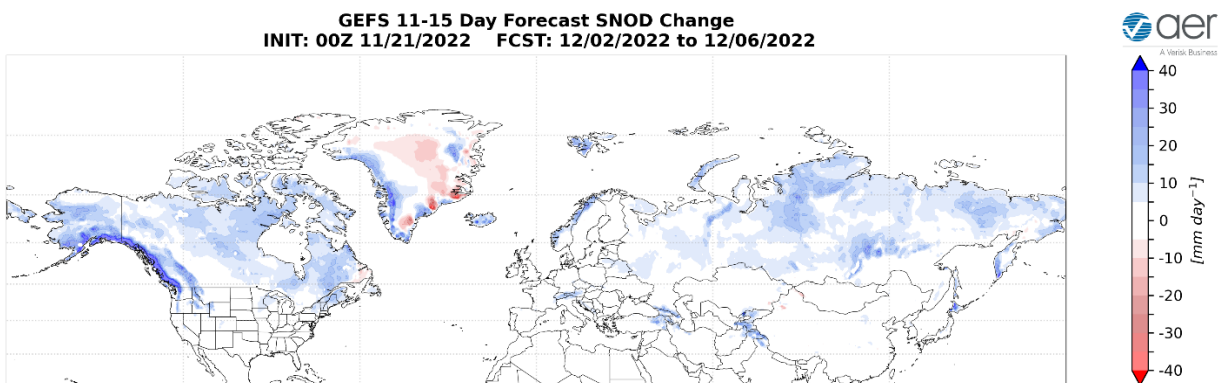 GEFS 11-15 Day Forecast SNOD Change
INIT: 00Z 11/21/2022 FCST: 12/02/2022 to 12/06/2022
aer
A Verisk Business
40
30
20
10
0
-10
-20
-30
-40
[mm day⁻¹]